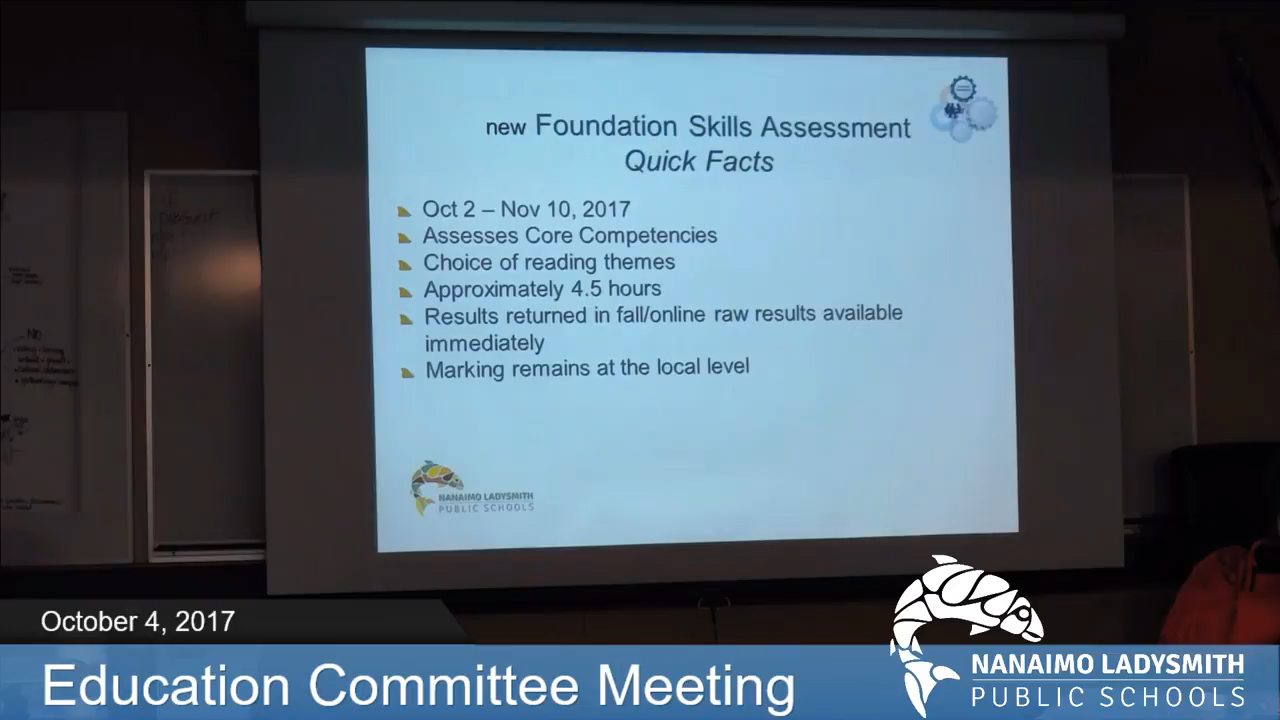 new Foundation Skills Assessment
Quick Facts
Oct 2 – Nov 10, 2017
Assesses Core Competencies
Choice of reading themes
Approximately 4.5 hours
Results returned in fall/online raw results available
immediately
Marking remains at the local level
NANAIMO LADYSMITH
PUBLIC SCHOOLS
NO
October 4, 2017
Education Committee Meeting
NANAIMO LADYSMITH
PUBLIC SCHOOLS